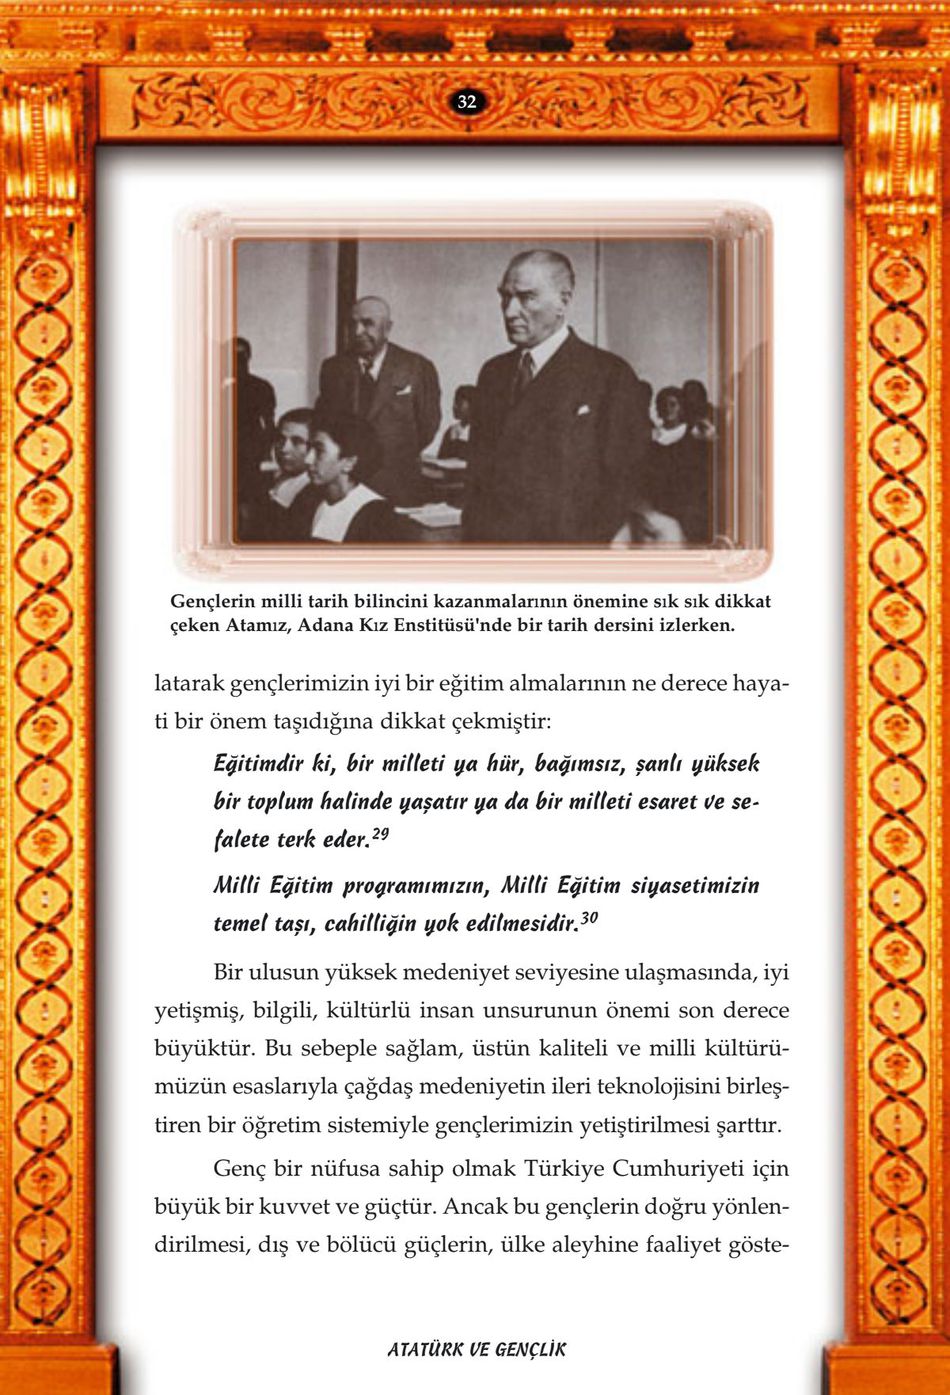 32
Gençlerin milli tarih bilincini kazanmalarının önemine sık sık dikkat
çeken Atamız, Adana Kız Enstitüsü'nde bir tarih dersini izlerken.
latarak gençlerimizin iyi bir eğitim almalarının ne derece haya-
ti bir önem taşıdığına dikkat çekmiştir:
Eğitimdir ki, bir milleti ya hür, bağımsız, şanlı yüksek
bir toplum halinde yaşatır ya da bir milleti esaret ve se-
falete terk eder.29
Milli Eğitim programımızın, Milli Eğitim siyasetimizin
temel taşı, cahilliğin yok edilmesidir.30
Bir ulusun yüksek medeniyet seviyesine ulaşmasında, iyi
yetişmiş, bilgili, kültürlü insan unsurunun önemi son derece
büyüktür. Bu sebeple sağlam, üstün kaliteli ve milli kültürü-
müzün esaslarıyla çağdaş medeniyetin ileri teknolojisini birleş-
tiren bir öğretim sistemiyle gençlerimizin yetiştirilmesi şarttır.
Genç bir nüfusa sahip olmak Türkiye Cumhuriyeti için
büyük bir kuvvet ve güçtür. Ancak bu gençlerin doğru yönlen-
dirilmesi, dış ve bölücü güçlerin, ülke aleyhine faaliyet göste-
ATATÜRK VE GENÇLİK